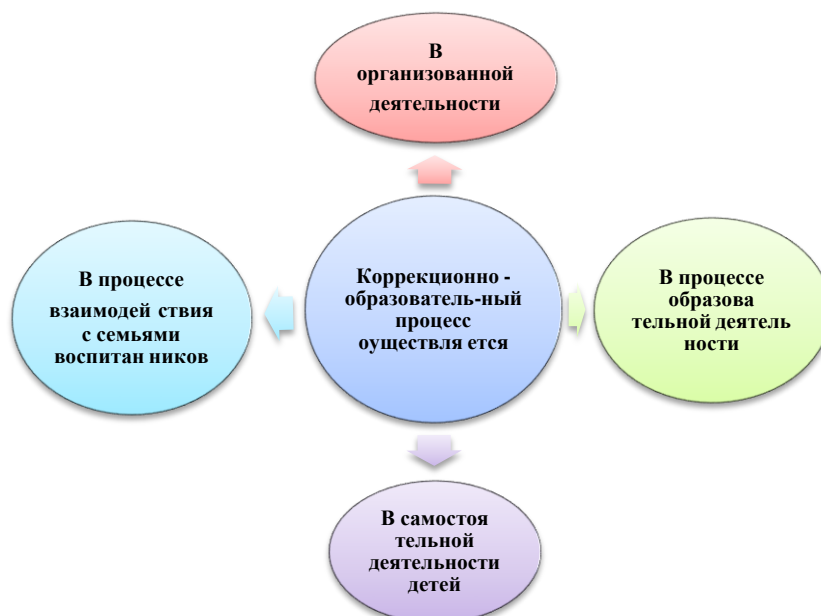 В
организованной
деятельности
В процессе
взаимодей ствия
с семьями
воспитан ников
Коррекционно -
образователь-ный
процесс
оуществля ется
В процессе
образова
тельной деятель
ности
В самостоя
тельной
деятельности
детей